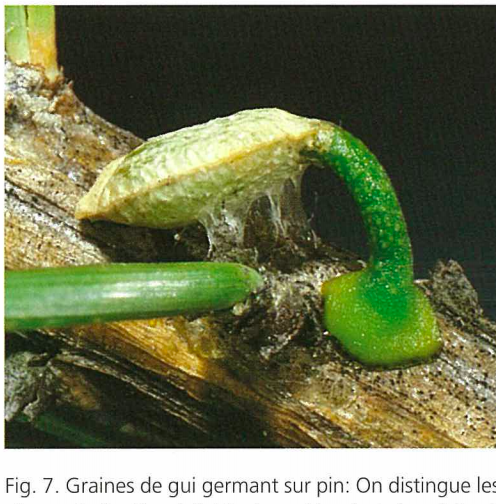 Fig. 7. Graines de gui germant sur pin: On distingue les